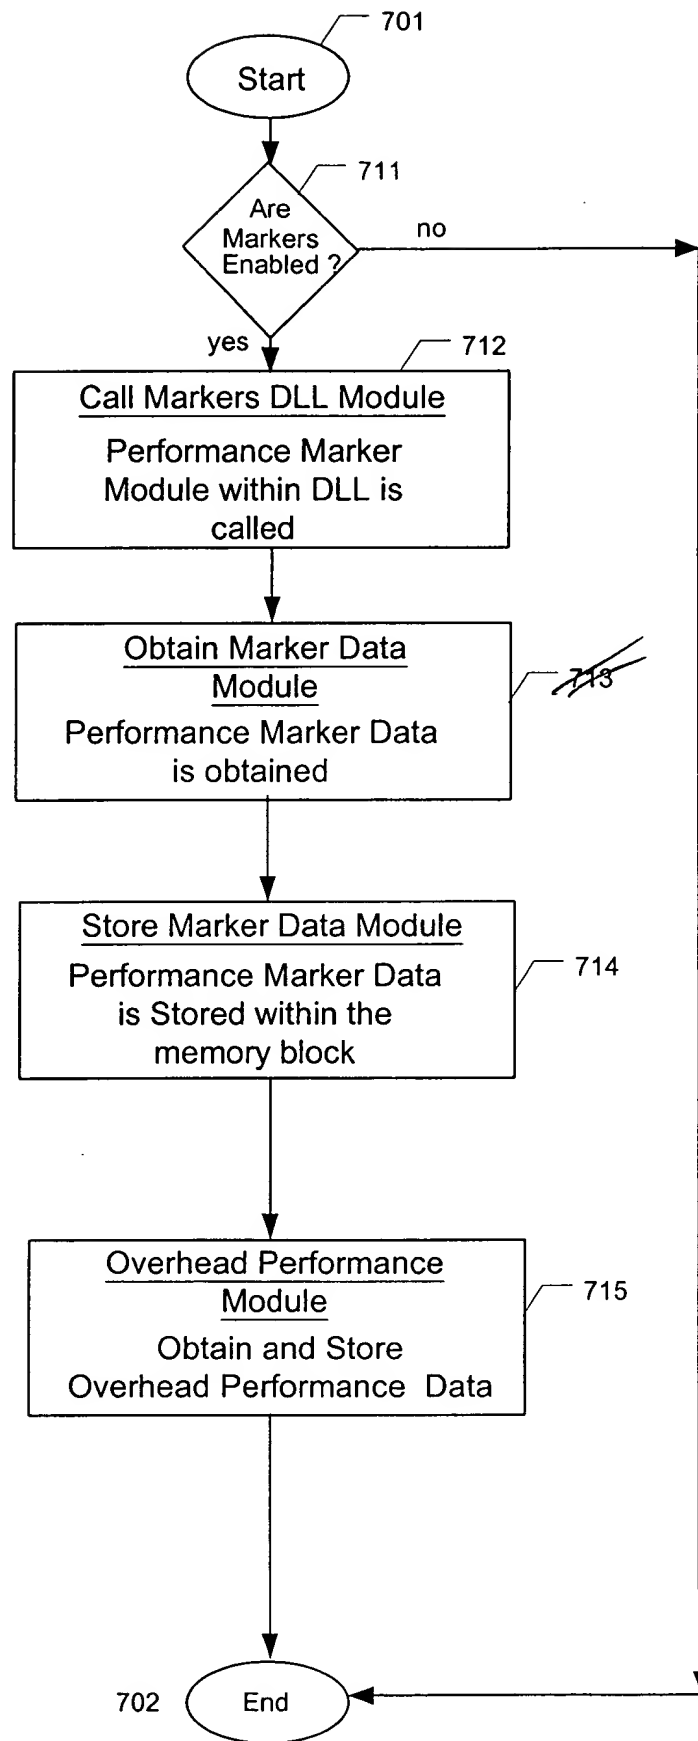 701
Start
711
Are
Markers
Enabled ?
no
yes
712
Call Markers DLL Module
Performance Marker
Module within DLL is
called
Obtain Marker Data
Module
713
Performance Marker Data
is obtained
Store Marker Data Module
714
Performance Marker Data
is Stored within the
memory block
Overhead Performance
Module
715
Obtain and Store
Overhead Performance Data
702
End